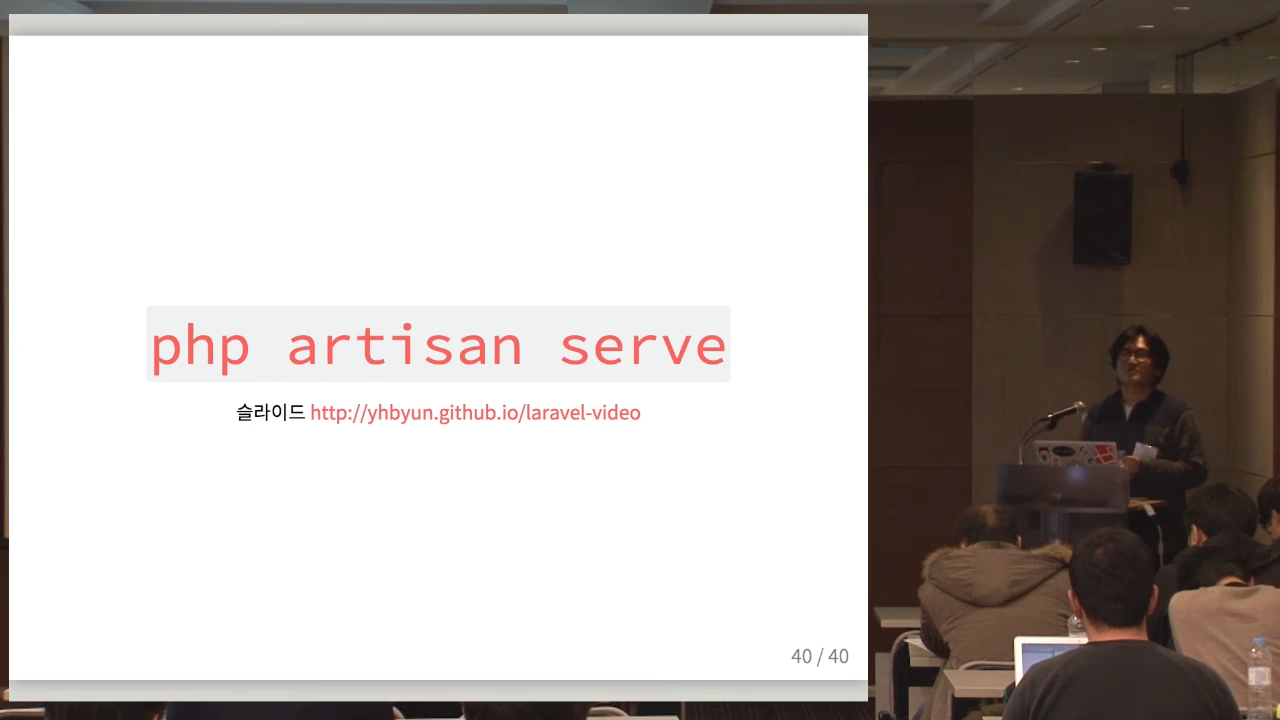 php artisan serve
슬라이드 http://yhbyun.github.io/laravel-video
40 / 40